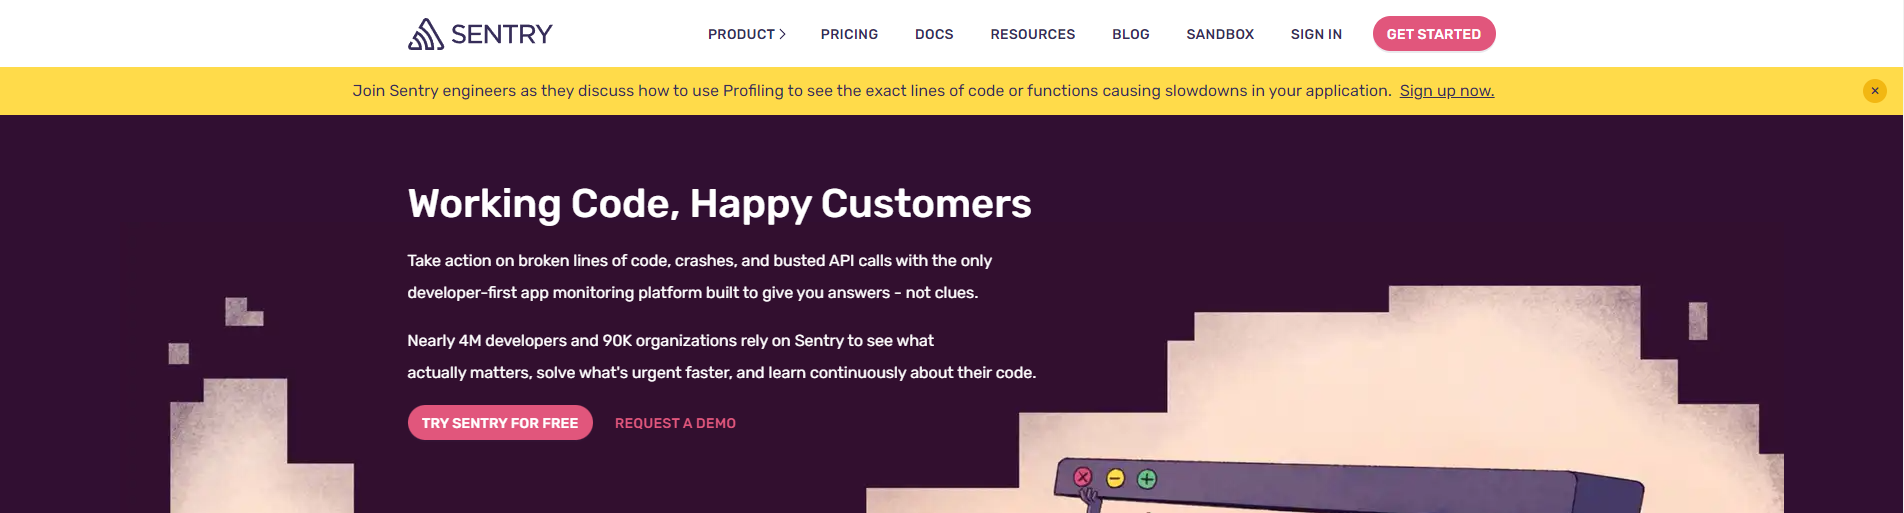 SENTRY
PRODUCT PRICING DOCS RESOURCES BLOG SANDBOX SIGN IN GET STARTED
Join Sentry engineers as they discuss how to use Profiling to see the exact lines of code or functions causing slowdowns in your application. Sign up now.
Working Code, Happy Customers
Take action on broken lines of code, crashes, and busted API calls with the only
developer-first app monitoring platform built to give you answers - not clues.
Nearly 4M developers and 90K organizations rely on Sentry to see what
actually matters, solve what's urgent faster, and learn continuously about their code.
TRY SENTRY FOR FREE REQUEST A DEMO